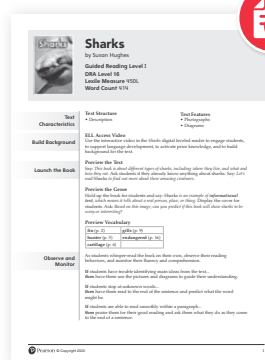 Sharks
Sharks
by Susan Hughes
Guided Reading Level I
DRA Level 16
Lexile Measure 450L
Word Count 414
Text Characteristics
Text Structure
• Description
Text Features
• Photographs
• Diagrams
Build Background
ELL Access Video
Use the interactive video in the Sharks digital leveled reader to engage students,
to support language development, to activate prior knowledge, and to build
background for the text.
Launch the Book
Preview the Text
Say: This book is about different types of sharks, including where they live, and what and
how they eat. Ask students if they already know anything about sharks. Say: Let's
read Sharks to find out more about these amazing creatures.
Preview the Genre
Hold up the book for students and say: Sharks is an example of informational
text, which means it tells about a real person, place, or thing. Display the cover for
students. Ask: Based on this image, can you predict if this book will show sharks to be
scary or interesting?
Preview Vocabulary
fin (p. 2)
gills (p. 9)
hunter (p. 5)
endangered (p. 16)
cartilage (p. 6)
Observe and Monitor
As students whisper-read the book on their own, observe their reading
behaviors, and monitor their fluency and comprehension.
If students have trouble identifying main ideas from the text...
then have them use the pictures and diagrams to guide their understanding.
If students stop at unknown words...
then have them read to the end of the sentence and predict what the word
might be.
If students are able to read smoothly within a paragraph...
then praise them for their good reading and ask them what they do as they come
to the end of a sentence.
Pearson © Copyright 2020
1